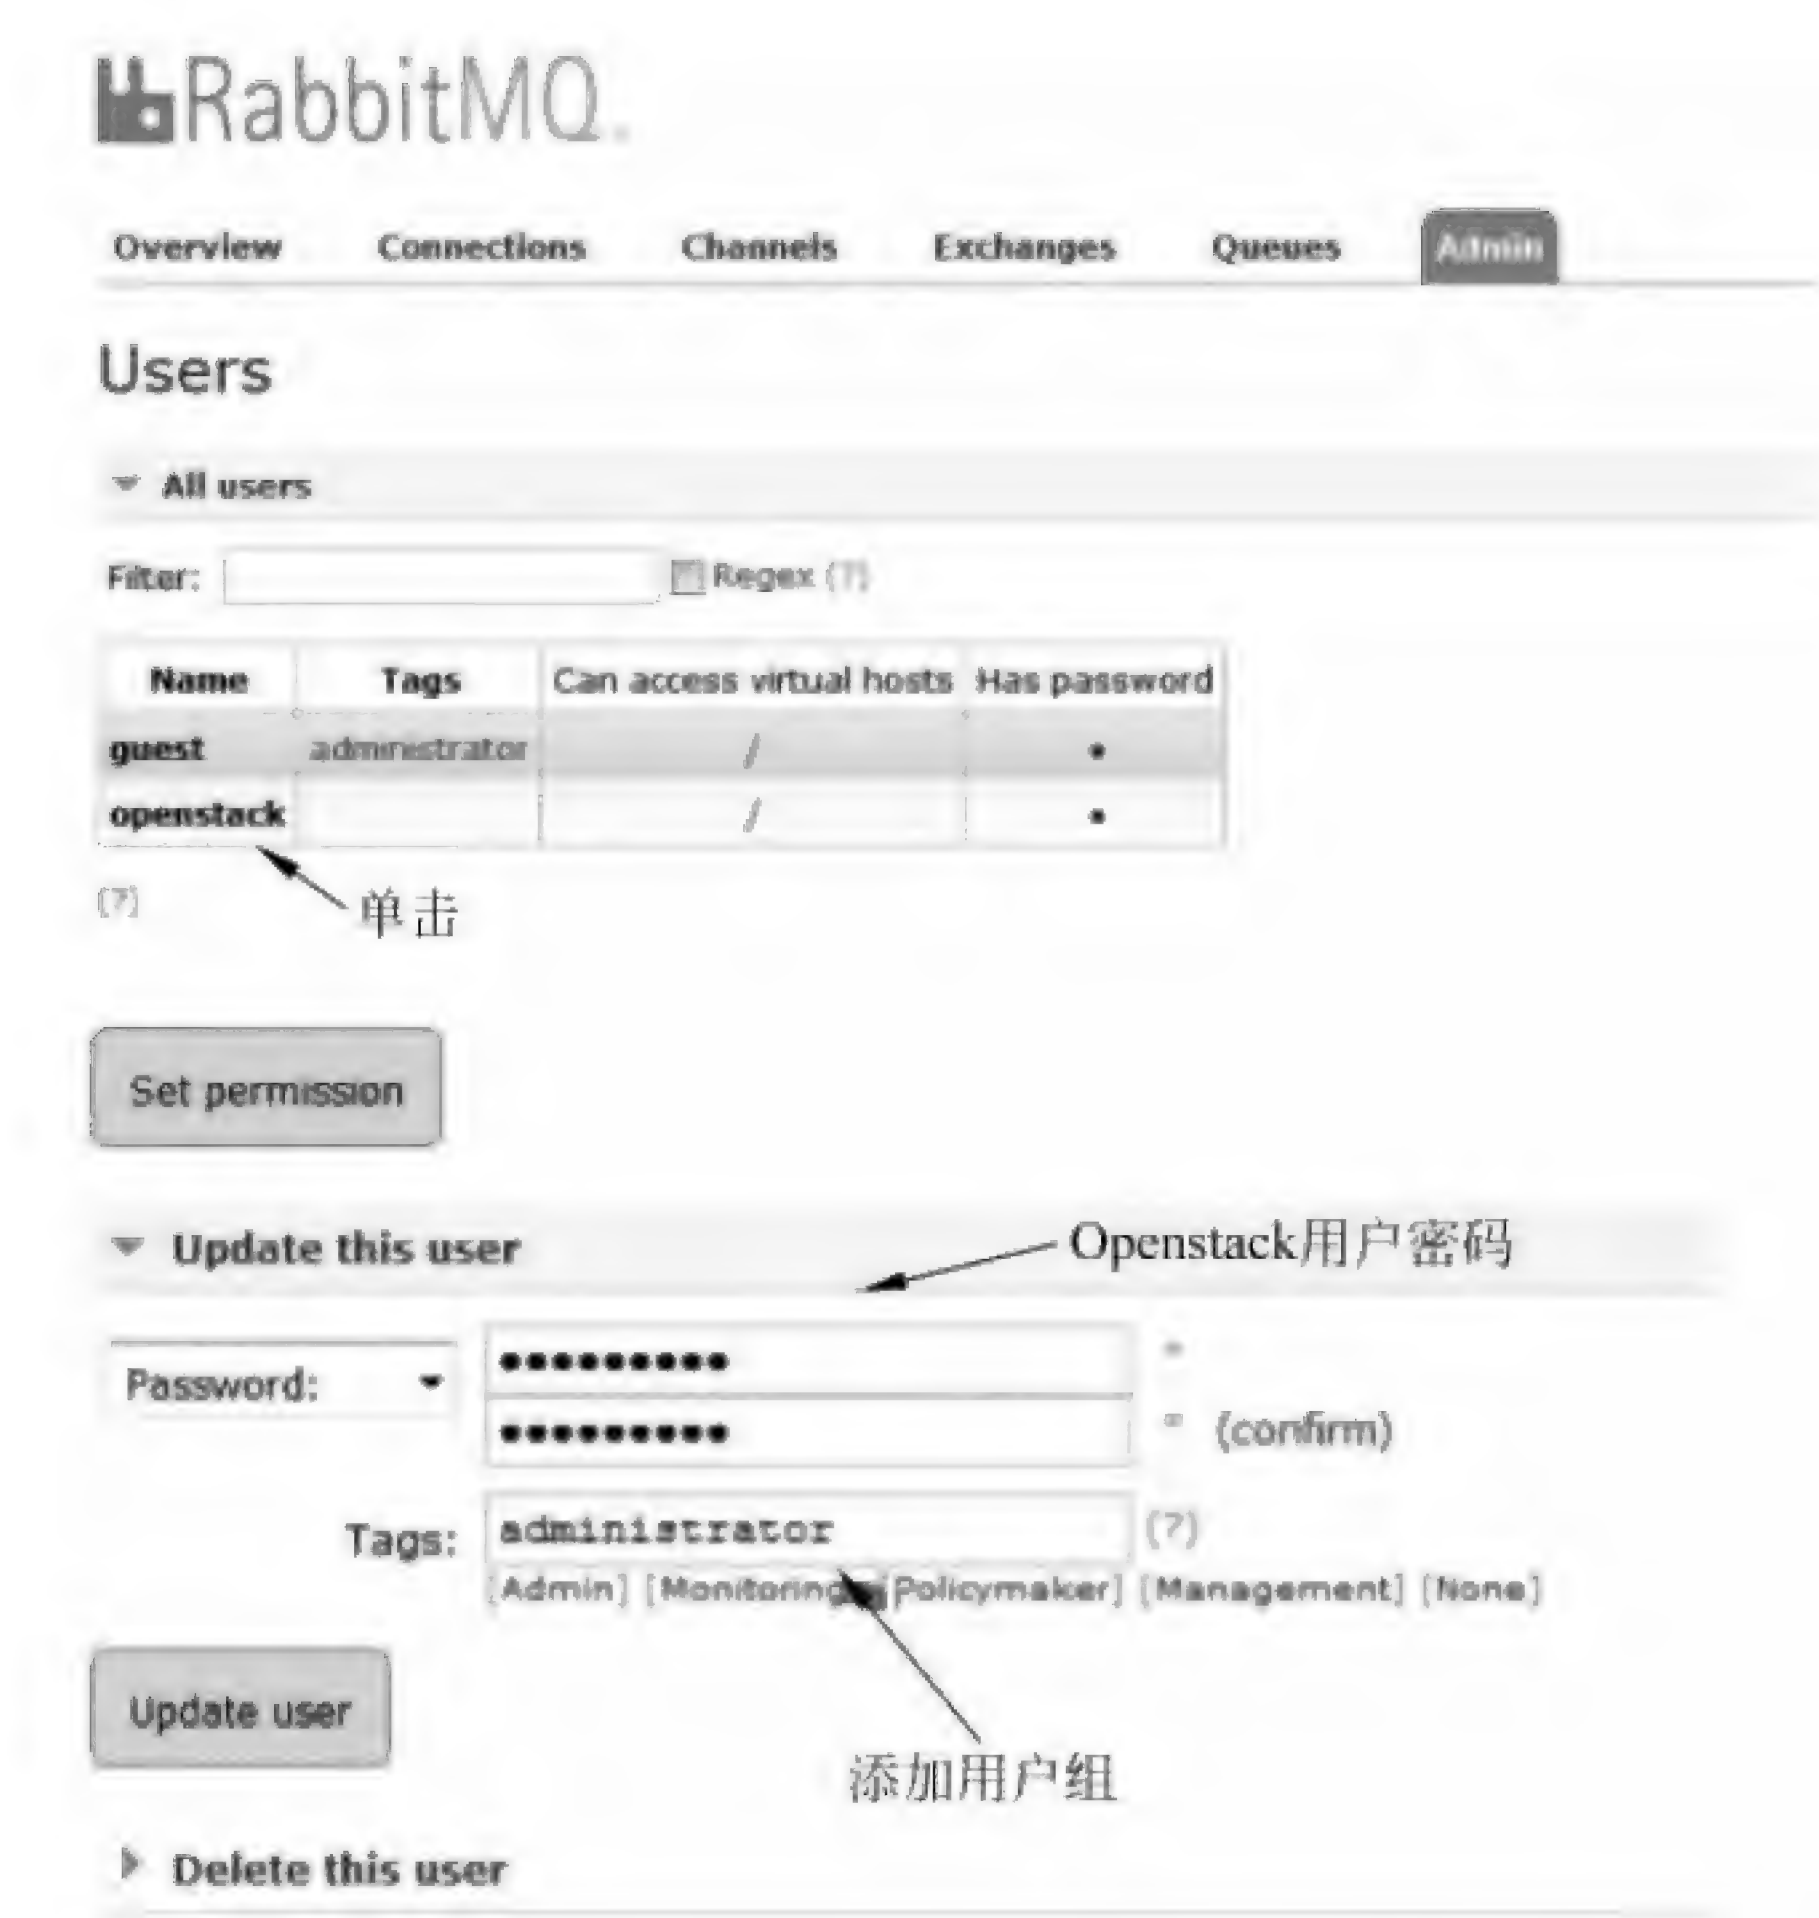 RabbitMQ.
Overview Connections Channels Exchanges Queues Admin
Users
All users
Filter: Regex (?)
Name Tags Can access virtual hosts Has password
guest administrator / •
openstack / •
(?)
单击
Set permission
Openstack用户密码
Update this user
Password: ●●●●●●●●● *
●●●●●●●●● * (confirm)
Tags: administrator (?)
[Admin] [Monitoring] [Policymaker] [Management] [None]
Update user
添加用户组
Delete this user